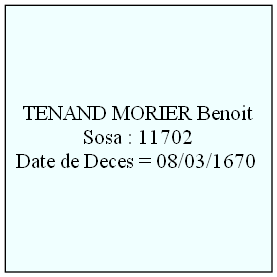 TENAND MORIER Benoit
Sosa : 11702
Date de Deces = 08/03/1670